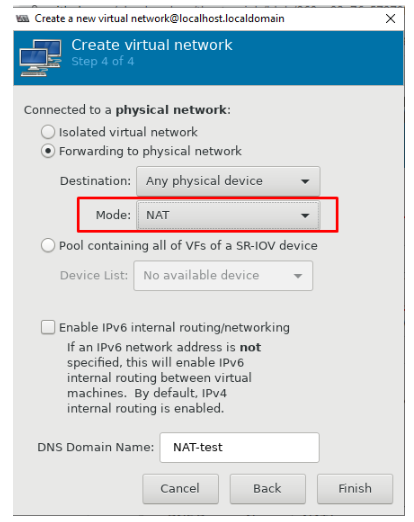 Create a new virtual network@localhost.localdomain
Create virtual network
Step 4 of 4
Connected to a physical network:
Isolated virtual network
Forwarding to physical network
Destination: Any physical device
Mode: NAT
Pool containing all of VFs of a SR-IOV device
Device List: No available device
Enable IPv6 internal routing/networking
If an IPv6 network address is not
specified, this will enable IPv6
internal routing between virtual
machines. By default, IPv4
internal routing is enabled.
DNS Domain Name: NAT-test
Cancel Back Finish